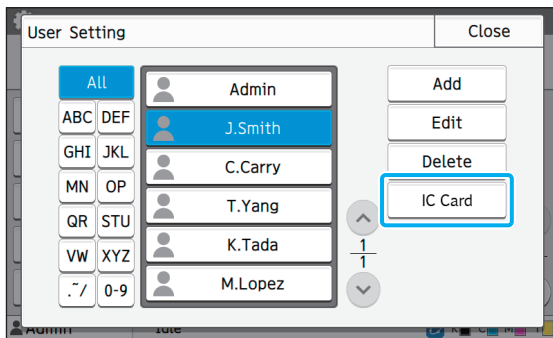 User Setting
Close
All
ABC DEF
GHI JKL
MN OP
QR STU
VW XYZ
.~/ 0-9
Admin
J.Smith
C.Carry
T.Yang
K.Tada
M.Lopez
1
1
Add
Edit
Delete
IC Card
Admin
Idle
K C M